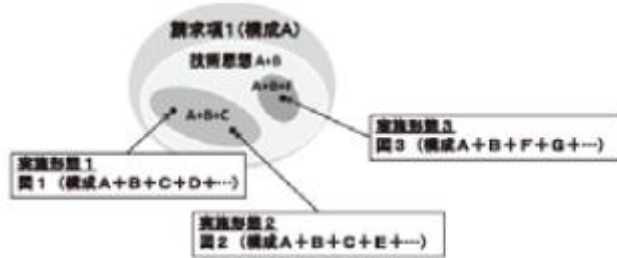 請求項1(構成A)
技術思想A+B
A+B+F
A+B+C
実施形態3
図3 (構成A+B+F+G+…)
実施形態1
図1 (構成A+B+C+D+…)
実施形態2
図2 (構成A+B+C+E+…)